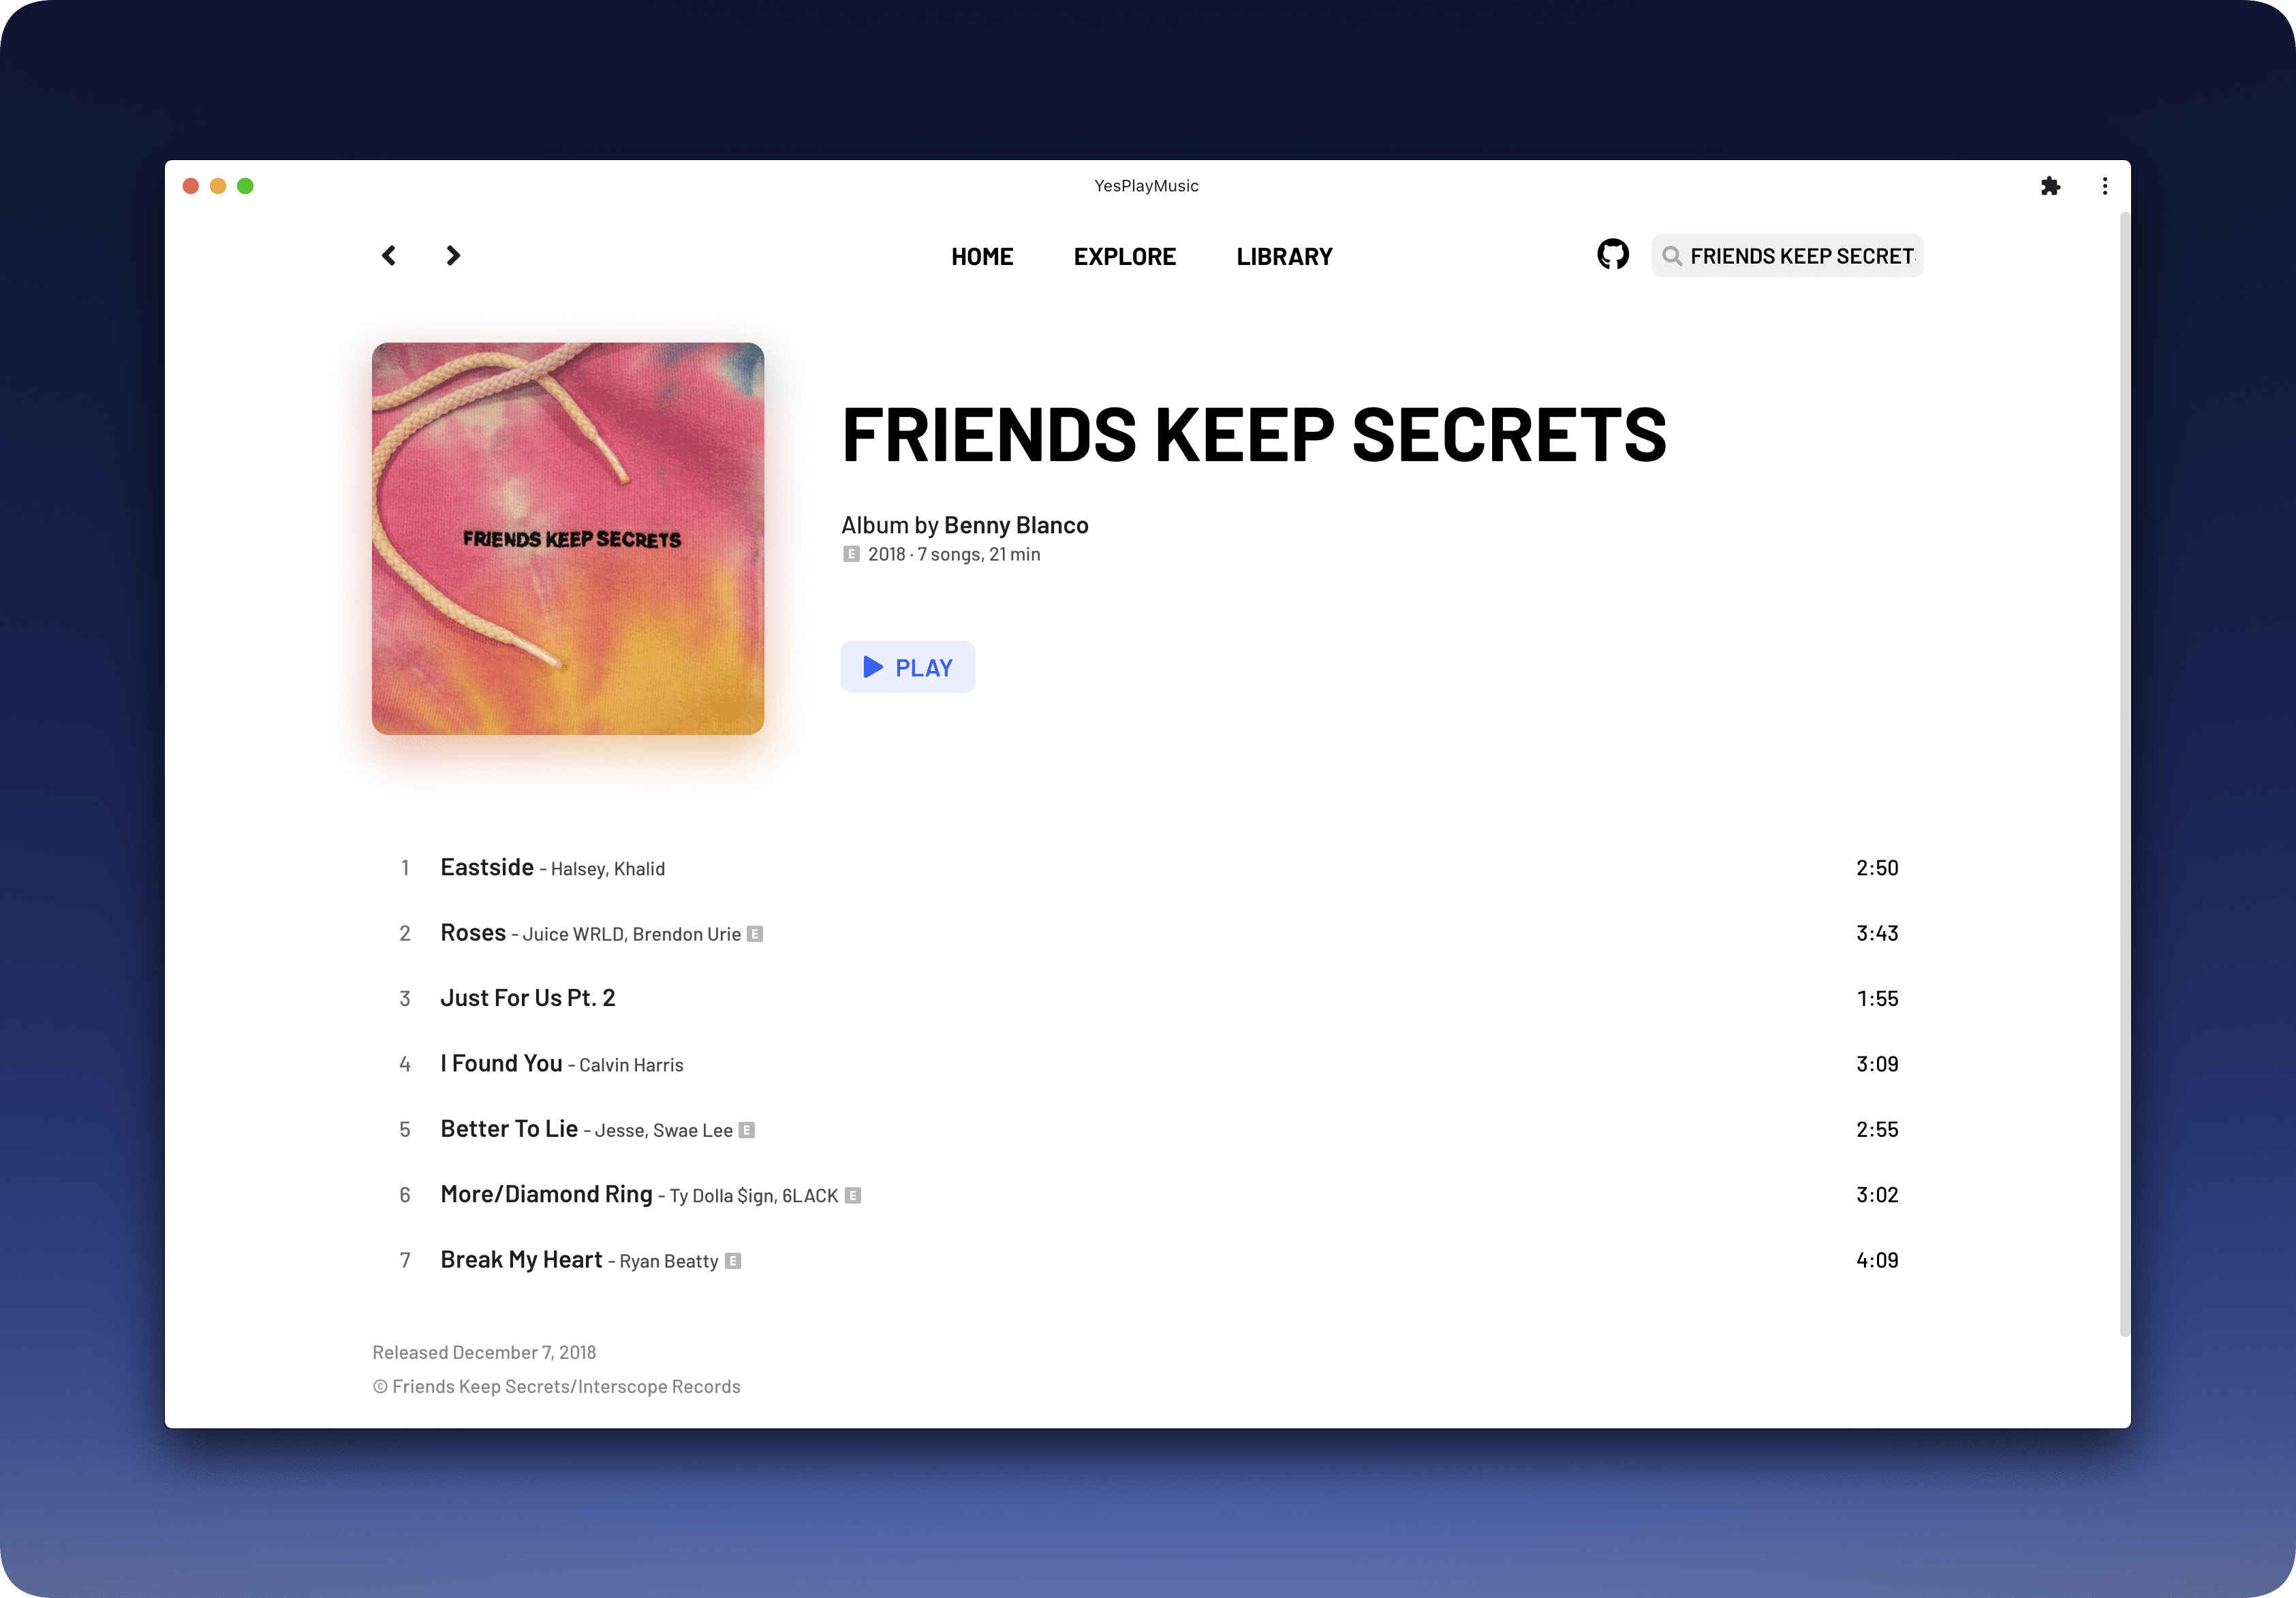 YesPlayMusic
HOME EXPLORE LIBRARY FRIENDS KEEP SECRET
FRIENDS KEEP SECRETS
FRIENDS KEEP SECRETS
Album by Benny Blanco
E 2018 · 7 songs, 21 min
PLAY
1 Eastside - Halsey, Khalid 2:50
2 Roses - Juice WRLD, Brendon Urie E 3:43
3 Just For Us Pt. 2 1:55
4 I Found You - Calvin Harris 3:09
5 Better To Lie - Jesse, Swae Lee E 2:55
6 More/Diamond Ring - Ty Dolla $ign, 6LACK E 3:02
7 Break My Heart - Ryan Beatty E 4:09
Released December 7, 2018
© Friends Keep Secrets/Interscope Records